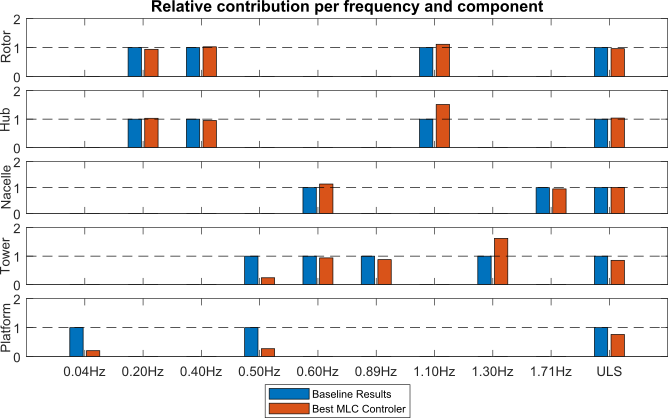 Relative contribution per frequency and component
2
1
0
Rotor
2
1
0
Hub
2
1
0
Nacelle
2
1
0
Tower
2
1
0
Platform
0.04Hz 0.20Hz 0.40Hz 0.50Hz 0.60Hz 0.89Hz 1.10Hz 1.30Hz 1.71Hz ULS
Baseline Results
Best MLC Controler